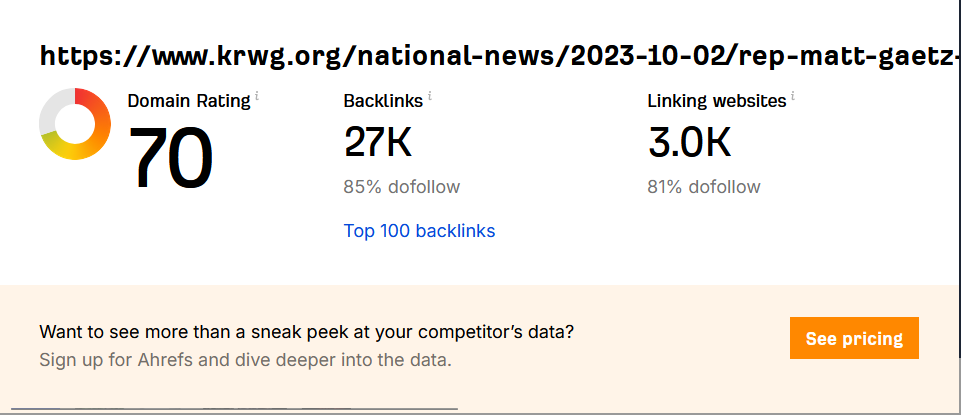 https://www.krwg.org/national-news/2023-10-02/rep-matt-gaetz-
Domain Rating i
Backlinks i
Linking websites i
70
27K
3.0K
85% dofollow
81% dofollow
Top 100 backlinks
Want to see more than a sneak peek at your competitor’s data?
Sign up for Ahrefs and dive deeper into the data.
See pricing